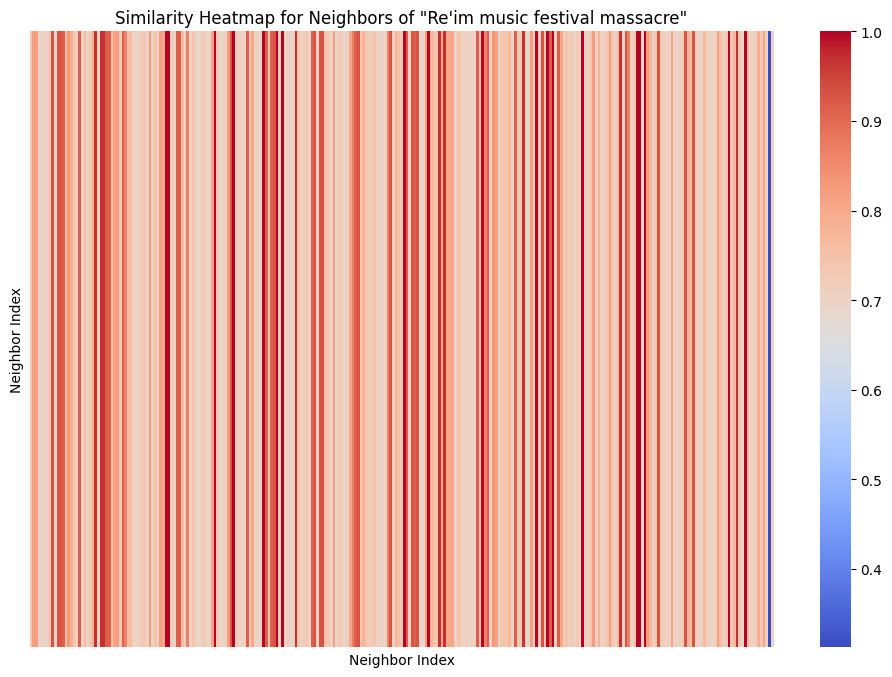 Similarity Heatmap for Neighbors of "Re'im music festival massacre"
Neighbor Index
Neighbor Index
1.0
0.9
0.8
0.7
0.6
0.5
0.4